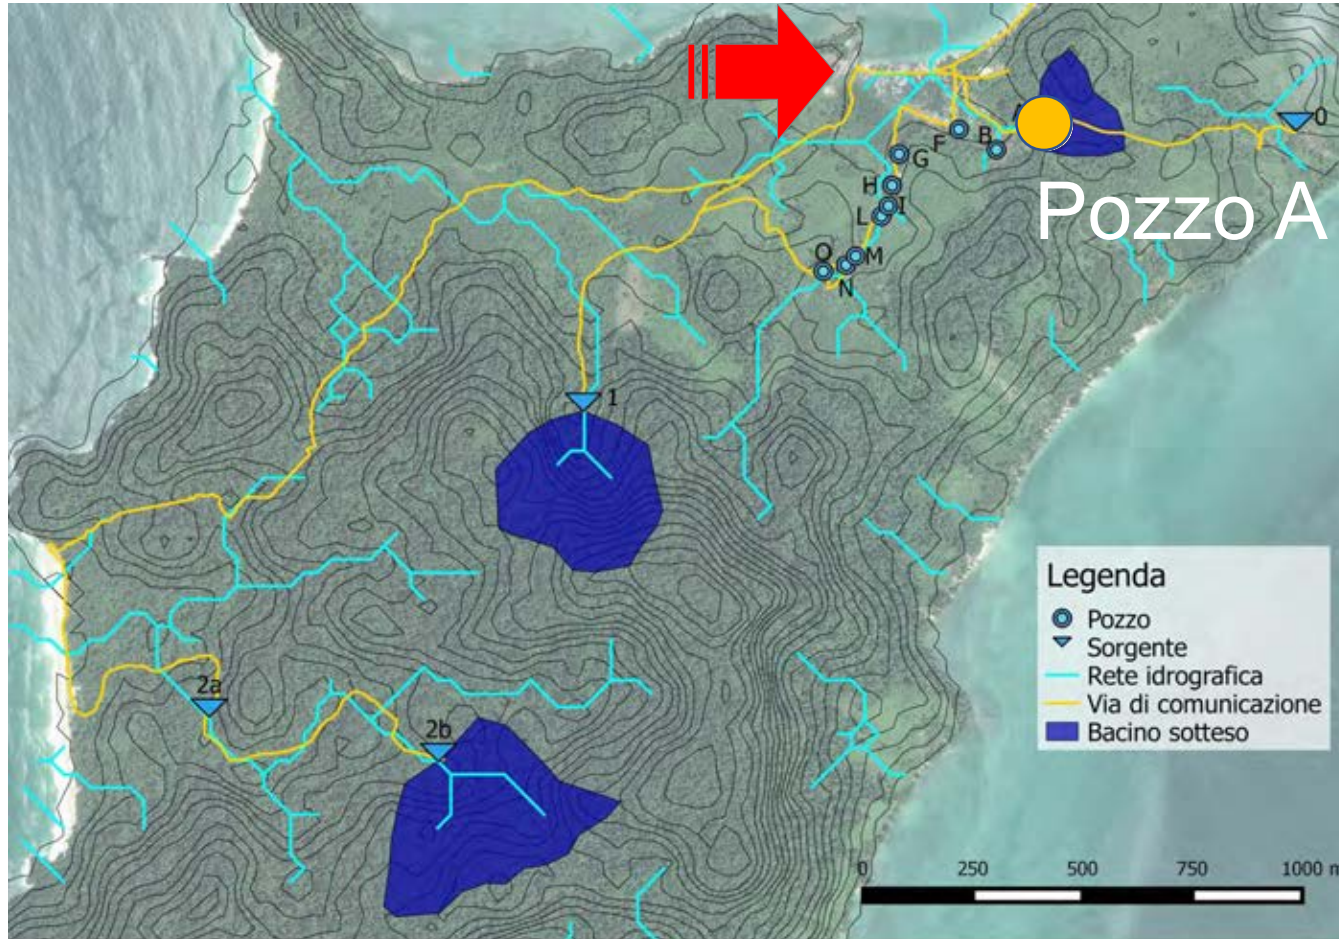 0
A
F
B
G
H
I
L
Pozzo A
O
M
N
1
2a
2b
Legenda
Pozzo
Sorgente
Rete idrografica
Via di comunicazione
Bacino sotteso
0 250 500 750 1000 m